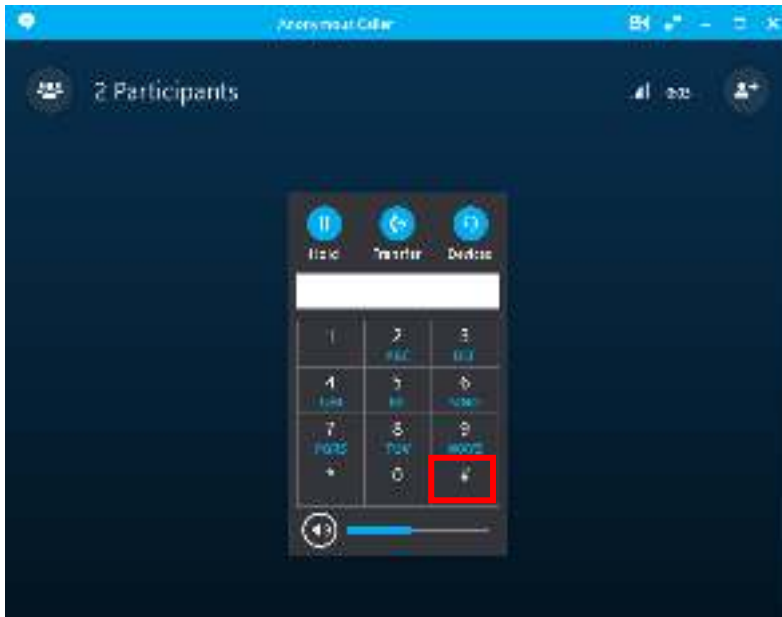 Anonymous Caller
2 Participants
Hold Transfer Devices
1 2 3
ABC
4 5 6
7 8 9
PQRS TUV
* 0 #